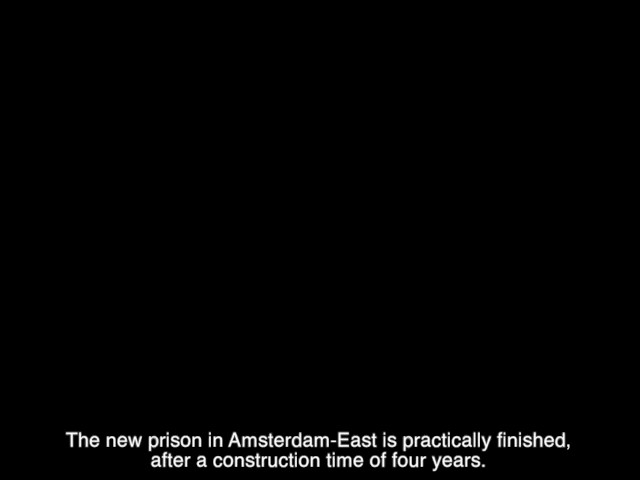 The new prison in Amsterdam-East is practically finished,
after a construction time of four years.